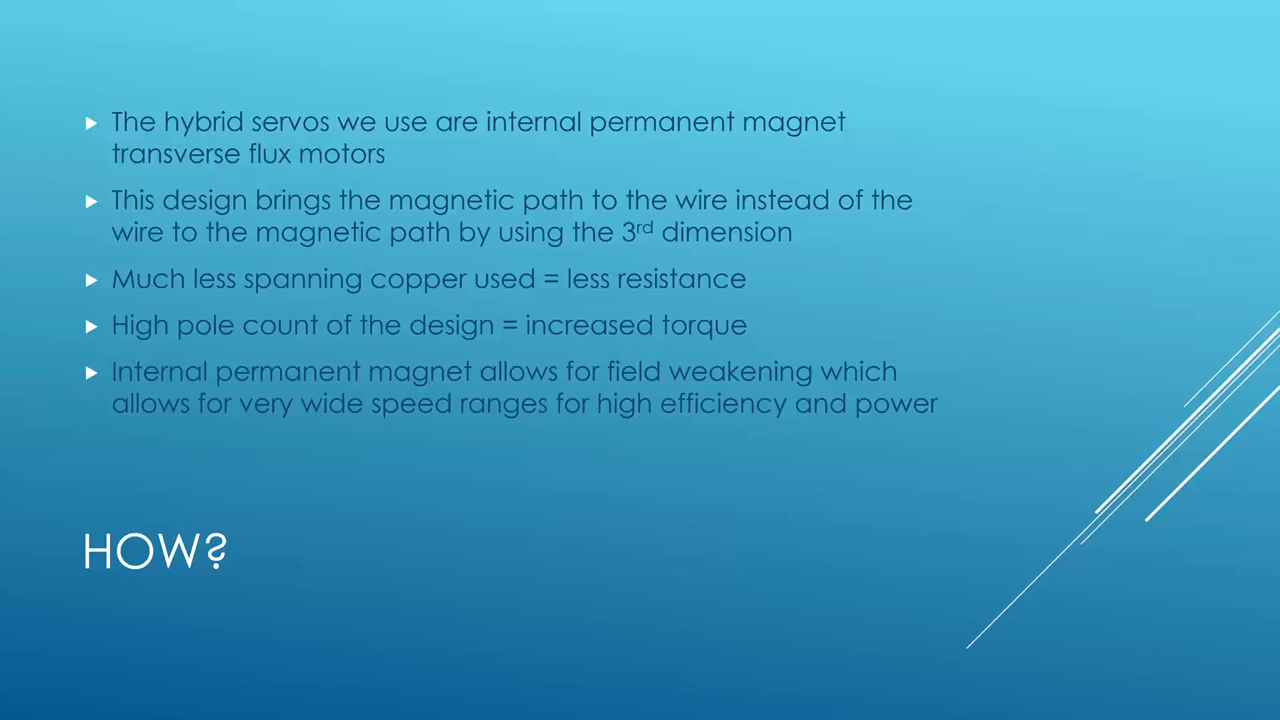 The hybrid servos we use are internal permanent magnet
transverse flux motors
This design brings the magnetic path to the wire instead of the
wire to the magnetic path by using the 3rd dimension
Much less spanning copper used = less resistance
High pole count of the design = increased torque
Internal permanent magnet allows for field weakening which
allows for very wide speed ranges for high efficiency and power
HOW?